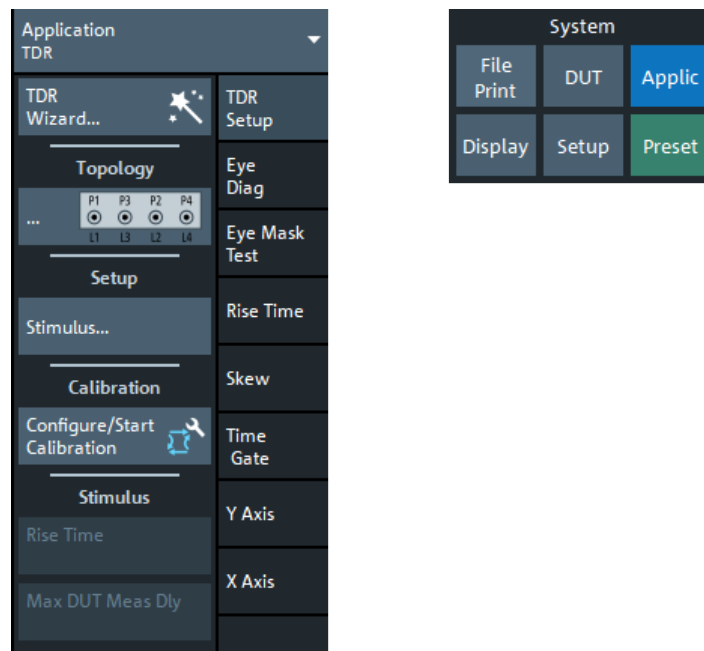 Application
TDR
TDR
Wizard...
Topology
...
P1 P3 P2 P4
L1 L3 L2 L4
Setup
Stimulus...
Calibration
Configure/Start
Calibration
Stimulus
Rise Time
Max DUT Meas Dly
TDR
Setup
Eye
Diag
Eye Mask
Test
Rise Time
Skew
Time
Gate
Y Axis
X Axis
System
File
Print
DUT
Applic
Display
Setup
Preset